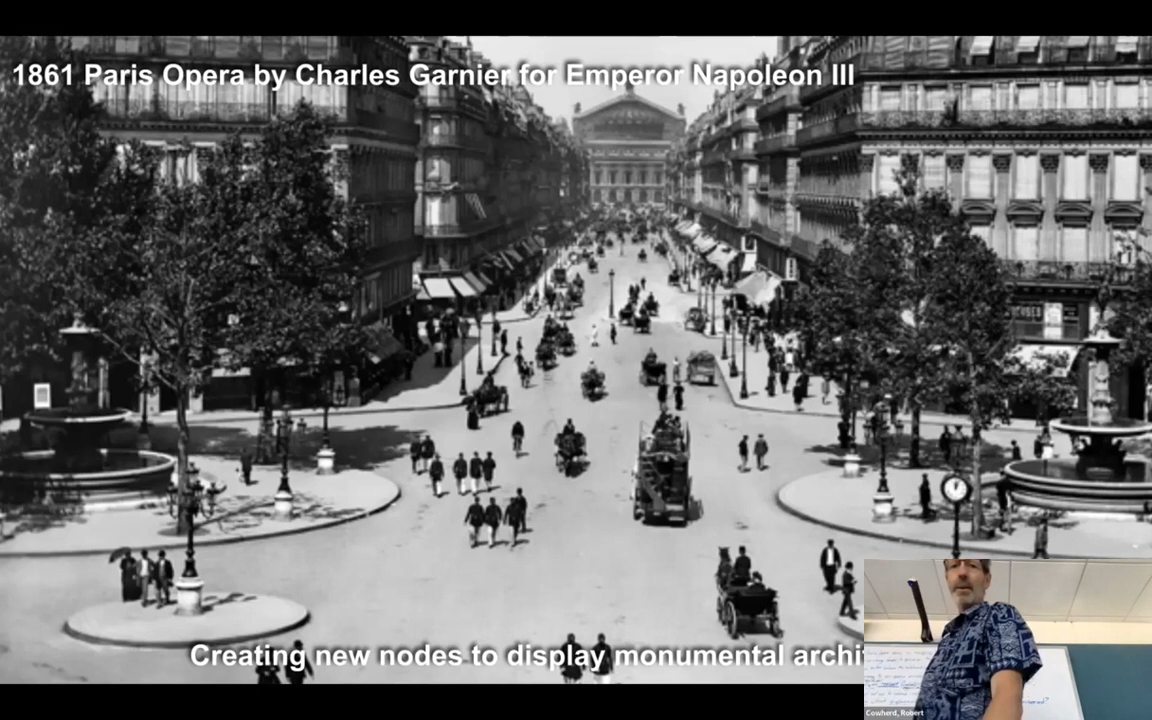 1861 Paris Opera by Charles Garnier for Emperor Napoleon III
Creating new nodes to display monumental archi
Cowherd, Robert